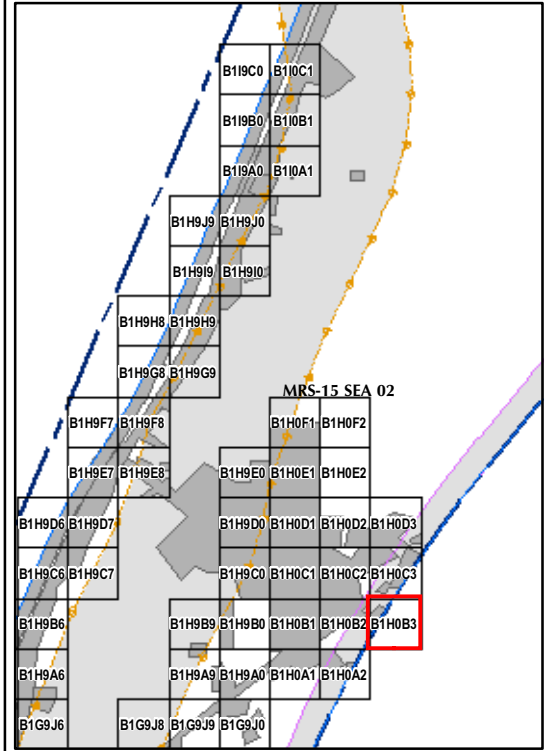 B1I9C0 B1I0C1
B1I9B0 B1I0B1
B1I9A0 B1I0A1
B1H9J9 B1H9J0
B1H9I9 B1H9I0
B1H9H8 B1H9H9
B1H9G8 B1H9G9
MRS-15 SEA 02
B1H9F7 B1H9F8 B1H0F1 B1H0F2
B1H9E7 B1H9E8 B1H9E0 B1H0E1 B1H0E2
B1H9D6 B1H9D7 B1H9D0 B1H0D1 B1H0D2 B1H0D3
B1H9C6 B1H9C7 B1H9C0 B1H0C1 B1H0C2 B1H0C3
B1H9B6 B1H9B9 B1H9B0 B1H0B1 B1H0B2 B1H0B3
B1H9A6 B1H9A9 B1H9A0 B1H0A1 B1H0A2
B1G9J6 B1G9J8 B1G9J9 B1G9J0